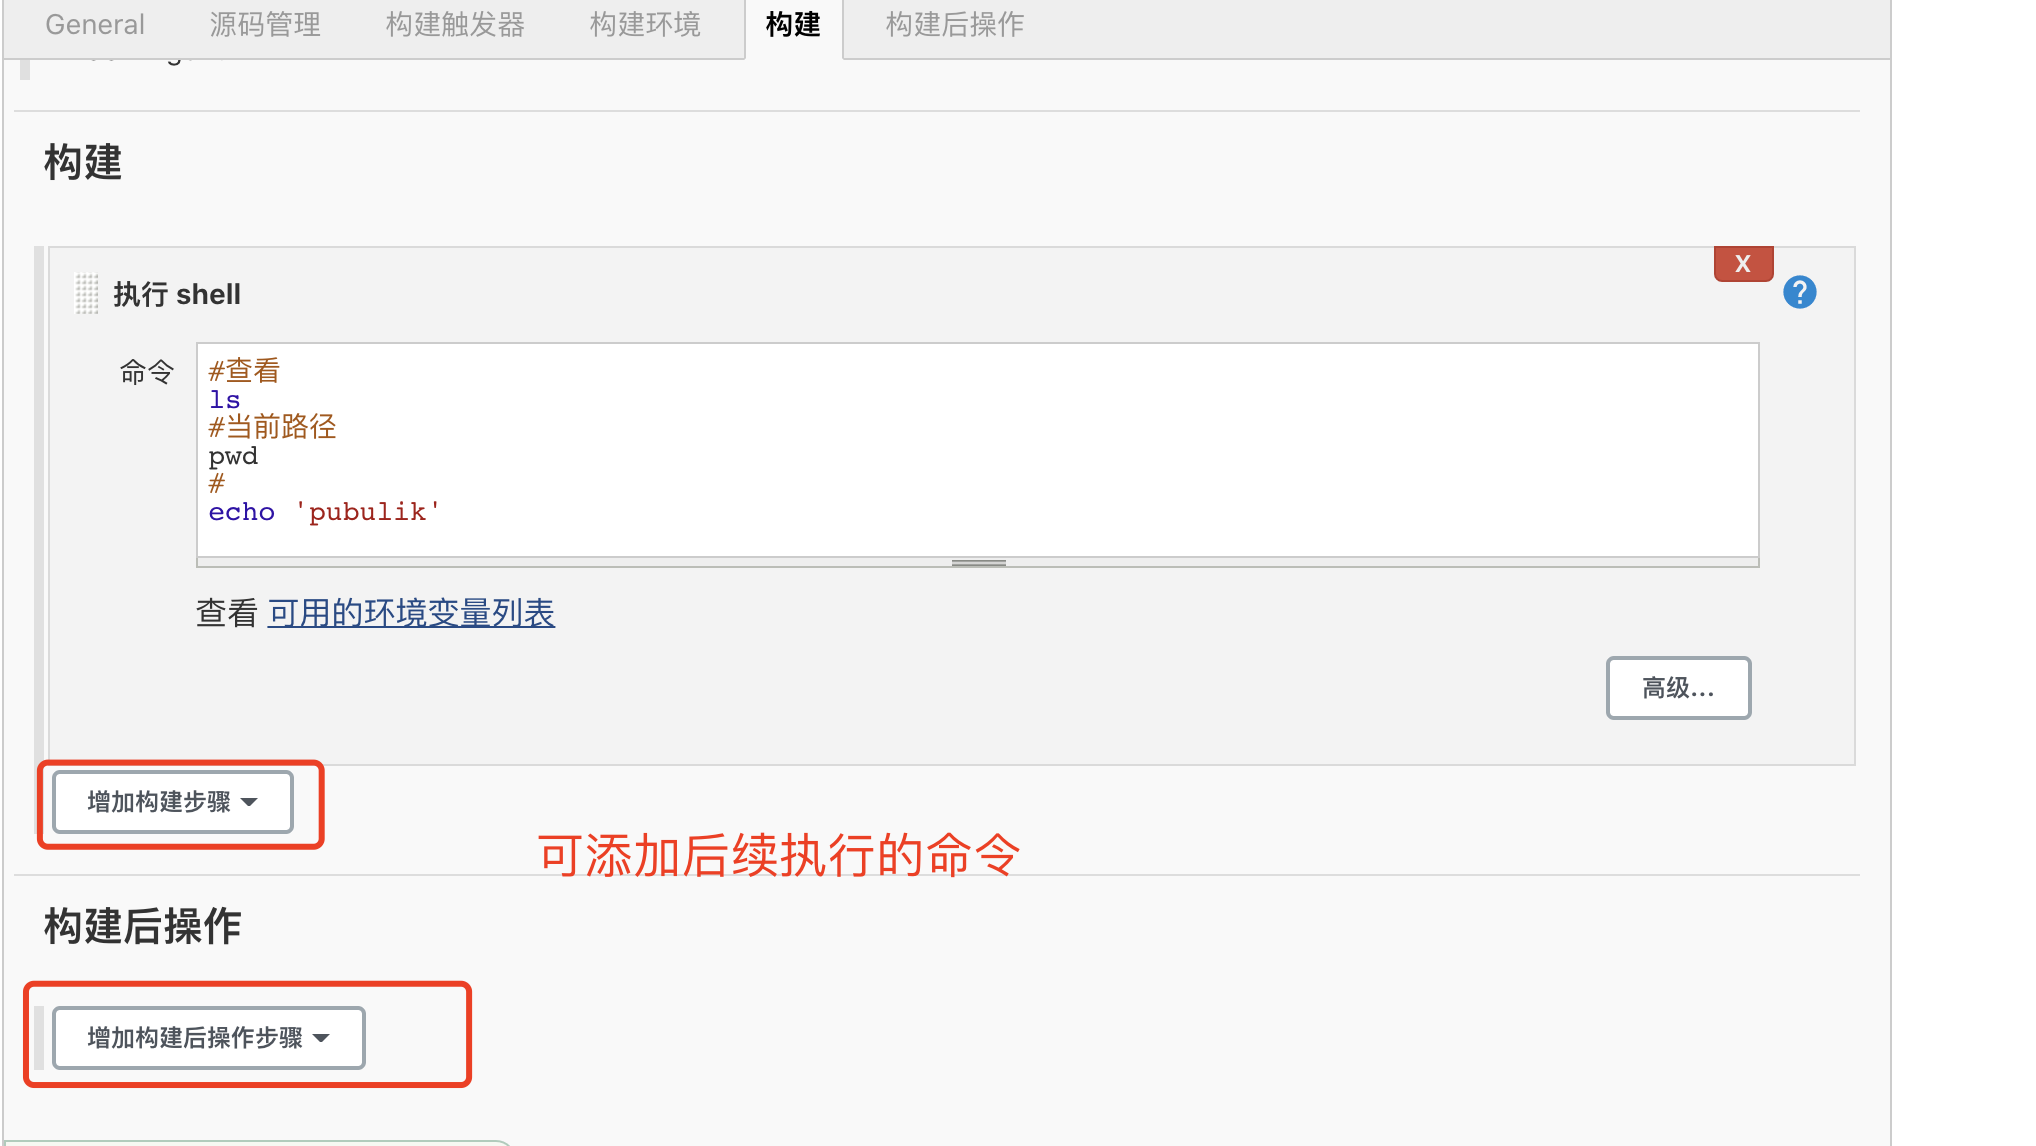 General 源码管理 构建触发器 构建环境 构建 构建后操作
构建
执行 shell
X
?
命令
#查看
ls
#当前路径
pwd
#
echo 'pubulik'
查看 可用的环境变量列表
高级...
增加构建步骤
可添加后续执行的命令
构建后操作
增加构建后操作步骤